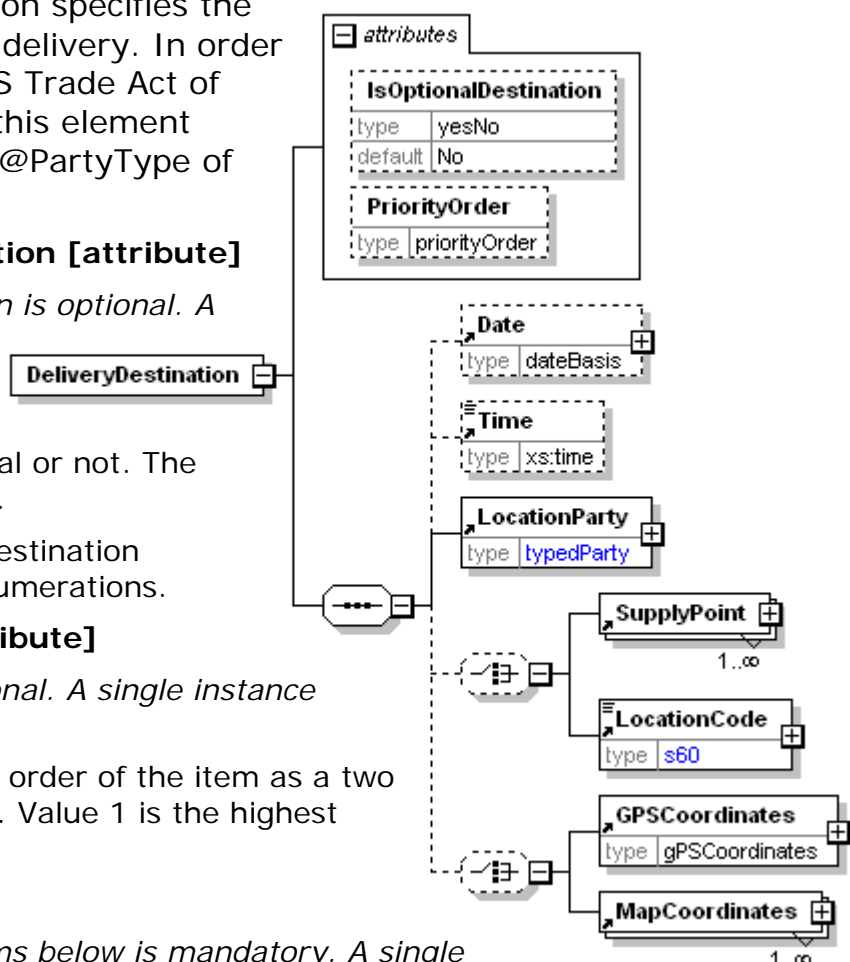 on specifies the
delivery. In order
S Trade Act of
this element
@PartyType of
tion [attribute]
n is optional. A
al or not. The
estination
umerations.
ribute]
onal. A single instance
order of the item as a two
. Value 1 is the highest
ms below is mandatory. A single
attributes
IsOptionalDestination
type yesNo
default No
PriorityOrder
type priorityOrder
DeliveryDestination
Date
type dateBasis
Time
type xs:time
LocationParty
type typedParty
SupplyPoint
1..∞
LocationCode
type s60
GPSCoordinates
type gPSCoordinates
MapCoordinates
1..∞